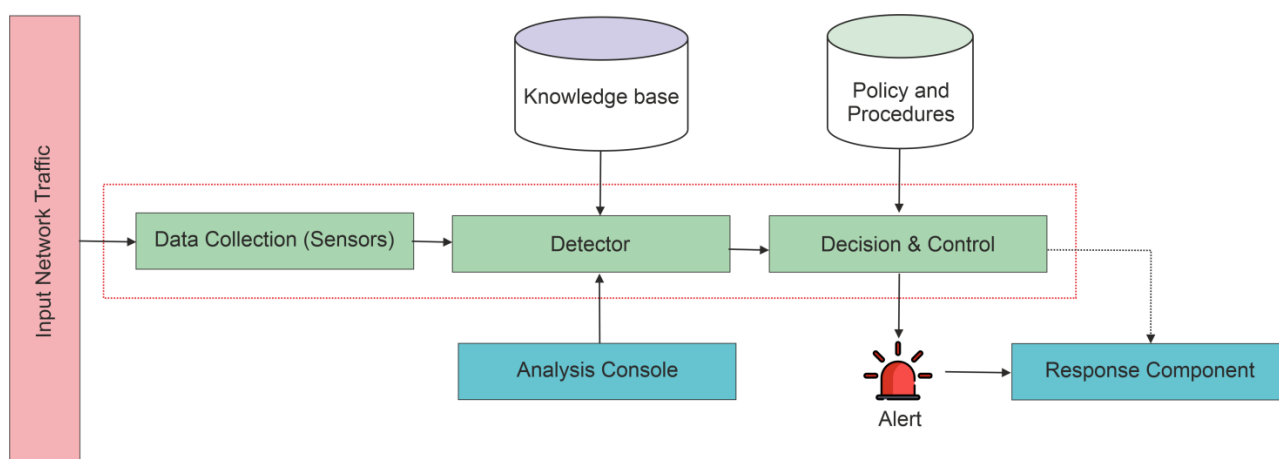 Input Network Traffic
Knowledge base
Policy and
Procedures
Data Collection (Sensors)
Detector
Decision & Control
Analysis Console
Alert
Response Component